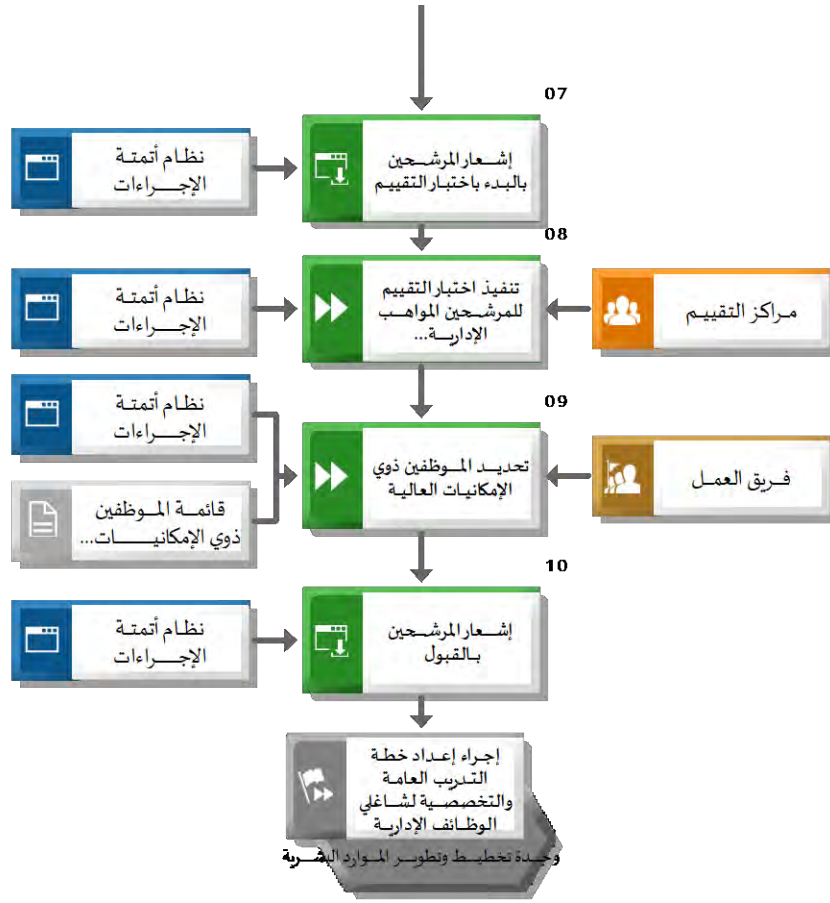 07
إشعار المرشحين
بالبدء باختبار التقييم
نظام أتمتة
الإجراءات
08
مراكز التقييم
تنفيذ اختبار التقييم
للمرشحين المواهب
الإدارية...
نظام أتمتة
الإجراءات
09
فريق العمل
تحديد الموظفين ذوي
الإمكانيات العالية
نظام أتمتة
الإجراءات
قائمة الموظفين
ذوي الإمكانيات...
10
إشعار المرشحين
بالقبول
نظام أتمتة
الإجراءات
إجراء إعداد خطة
التدريب العامة
والتخصصية لشاغلي
الوظائف الإدارية
وحدة تخطيط وتطوير الموارد البشرية